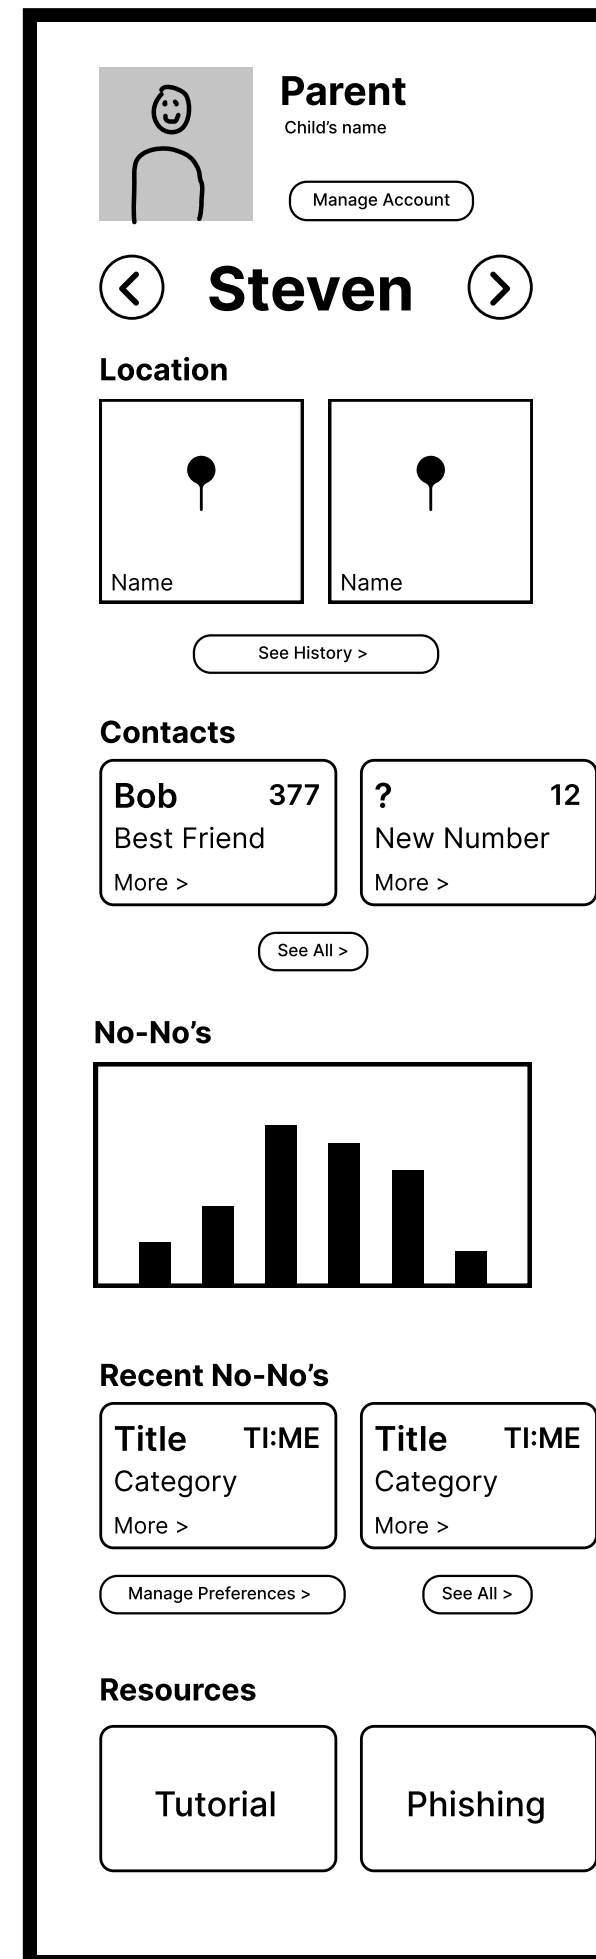 Parent
Child’s name
Manage Account
Steven
Location
Name
Name
See History >
Contacts
Bob 377
Best Friend
More >
? 12
New Number
More >
See All >
No-No’s
Recent No-No’s
Title TI:ME
Category
More >
Title TI:ME
Category
More >
Manage Preferences >
See All >
Resources
Tutorial
Phishing